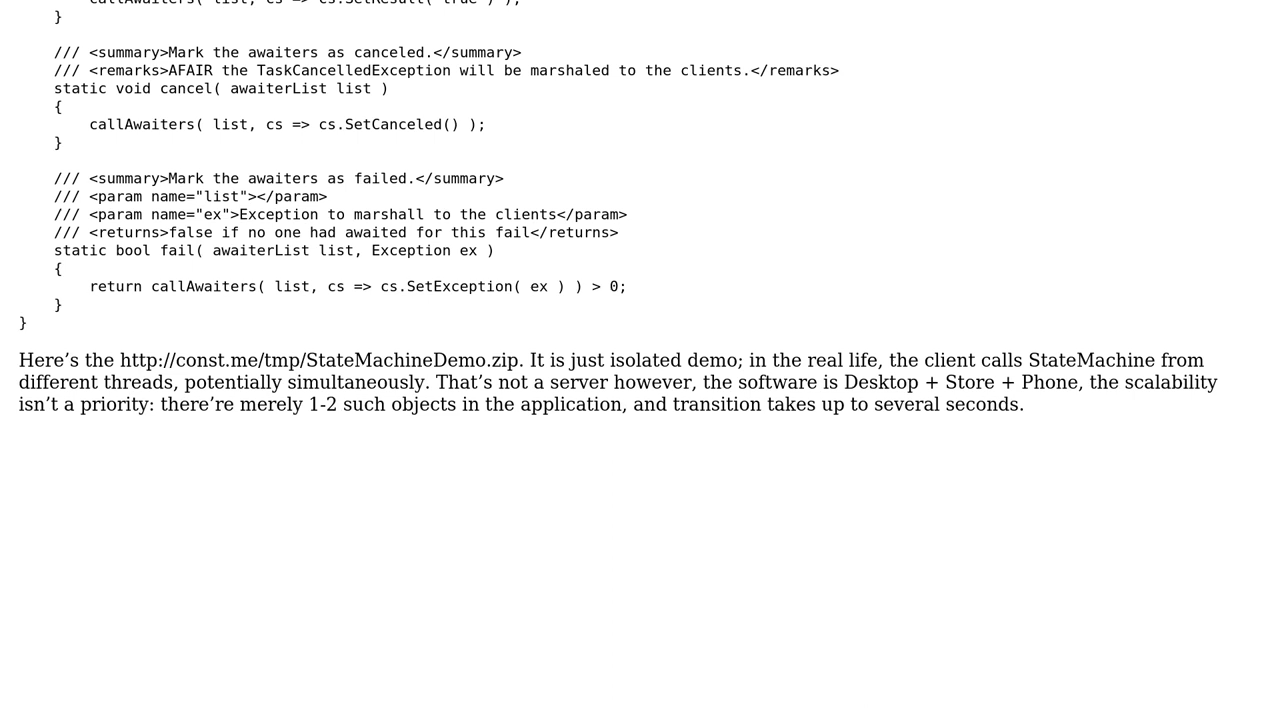 callAwaiters( list, cs => cs.SetResult( true ) );
}
/// <summary>Mark the awaiters as canceled.</summary>
/// <remarks>AFAIR the TaskCancelledException will be marshaled to the clients.</remarks>
static void cancel( awaiterList list )
{
callAwaiters( list, cs => cs.SetCanceled() );
}
/// <summary>Mark the awaiters as failed.</summary>
/// <param name="list"></param>
/// <param name="ex">Exception to marshall to the clients</param>
/// <returns>false if no one had awaited for this fail</returns>
static bool fail( awaiterList list, Exception ex )
{
return callAwaiters( list, cs => cs.SetException( ex ) ) > 0;
}
}
Here’s the http://const.me/tmp/StateMachineDemo.zip. It is just isolated demo; in the real life, the client calls StateMachine from
different threads, potentially simultaneously. That’s not a server however, the software is Desktop + Store + Phone, the scalability
isn’t a priority: there’re merely 1-2 such objects in the application, and transition takes up to several seconds.